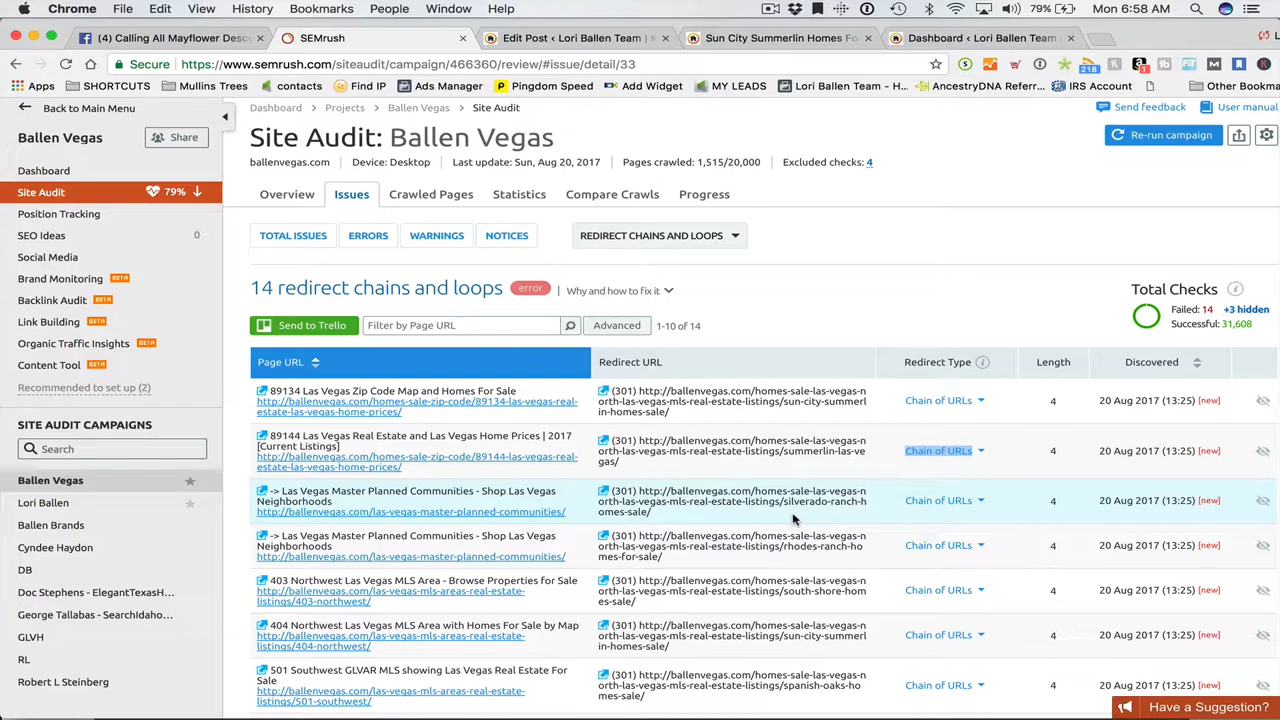 Chrome File Edit View History Bookmarks People Window Help 79% Mon 6:58 AM
(4) Calling All Mayflower Desc
SEMrush
Edit Post ‹ Lori Ballen Team |
Sun City Summerlin Homes Fo
Dashboard ‹ Lori Ballen Team
Secure https://www.semrush.com/siteaudit/campaign/466360/review/#issue/detail/33
Apps SHORTCUTS Mullins Trees contacts Find IP Ads Manager Pingdom Speed Add Widget MY LEADS Lori Ballen Team - H... AncestryDNA Referr... IRS Account Other Bookma
218
Back to Main Menu
Ballen Vegas Share
Dashboard
Site Audit 79%
Position Tracking
SEO Ideas 0
Social Media
Brand Monitoring BETA
Backlink Audit BETA
Link Building BETA
Organic Traffic Insights BETA
Content Tool BETA
Recommended to set up (2)
SITE AUDIT CAMPAIGNS
Search
Ballen Vegas
Lori Ballen
Ballen Brands
Cyndee Haydon
DB
Doc Stephens - ElegantTexasH...
George Tallabas - SearchIdaho...
GLVH
RL
Robert L Steinberg
Dashboard Projects Ballen Vegas Site Audit
Send feedback User manual
Site Audit: Ballen Vegas
Re-run campaign
ballenvegas.com Device: Desktop Last update: Sun, Aug 20, 2017 Pages crawled: 1,515/20,000 Excluded checks: 4
Overview Issues Crawled Pages Statistics Compare Crawls Progress
TOTAL ISSUES ERRORS WARNINGS NOTICES REDIRECT CHAINS AND LOOPS
14 redirect chains and loops error Why and how to fix it
Total Checks
Failed: 14 +3 hidden
Successful: 31,608
Send to Trello Filter by Page URL Advanced 1-10 of 14
Page URL Redirect URL Redirect Type Length Discovered
89134 Las Vegas Zip Code Map and Homes For Sale
http://ballenvegas.com/homes-sale-zip-code/89134-las-vegas-real-
estate-las-vegas-home-prices/
(301) http://ballenvegas.com/homes-sale-las-vegas-n
orth-las-vegas-mls-real-estate-listings/sun-city-summerl
in-homes-sale/
Chain of URLs 4 20 Aug 2017 (13:25) [new]
89144 Las Vegas Real Estate and Las Vegas Home Prices | 2017
[Current Listings]
http://ballenvegas.com/homes-sale-zip-code/89144-las-vegas-real-
estate-las-vegas-home-prices/
(301) http://ballenvegas.com/homes-sale-las-vegas-n
orth-las-vegas-mls-real-estate-listings/summerlin-las-ve
gas/
Chain of URLs 4 20 Aug 2017 (13:25) [new]
-> Las Vegas Master Planned Communities - Shop Las Vegas
Neighborhoods
http://ballenvegas.com/las-vegas-master-planned-communities/
(301) http://ballenvegas.com/homes-sale-las-vegas-n
orth-las-vegas-mls-real-estate-listings/silverado-ranch-h
omes-sale/
Chain of URLs 4 20 Aug 2017 (13:25) [new]
-> Las Vegas Master Planned Communities - Shop Las Vegas
Neighborhoods
http://ballenvegas.com/las-vegas-master-planned-communities/
(301) http://ballenvegas.com/homes-sale-las-vegas-n
orth-las-vegas-mls-real-estate-listings/rhodes-ranch-ho
mes-for-sale/
Chain of URLs 4 20 Aug 2017 (13:25) [new]
403 Northwest Las Vegas MLS Area - Browse Properties for Sale
http://ballenvegas.com/las-vegas-mls-areas-real-estate-
listings/403-northwest/
(301) http://ballenvegas.com/homes-sale-las-vegas-n
orth-las-vegas-mls-real-estate-listings/south-shore-hom
es-sale/
Chain of URLs 4 20 Aug 2017 (13:25) [new]
404 Northwest Las Vegas MLS Area with Homes For Sale by Map
http://ballenvegas.com/las-vegas-mls-areas-real-estate-
listings/404-northwest/
(301) http://ballenvegas.com/homes-sale-las-vegas-n
orth-las-vegas-mls-real-estate-listings/sun-city-summerl
in-homes-sale/
Chain of URLs 4 20 Aug 2017 (13:25) [new]
501 Southwest GLVAR MLS showing Las Vegas Real Estate For
Sale
http://ballenvegas.com/las-vegas-mls-areas-real-estate-
listings/501-southwest/
(301) http://ballenvegas.com/homes-sale-las-vegas-n
orth-las-vegas-mls-real-estate-listings/spanish-oaks-ho
mes-sale/
Chain of URLs 4 20 Aug 2017 (13:25) [new]
Have a Suggestion?